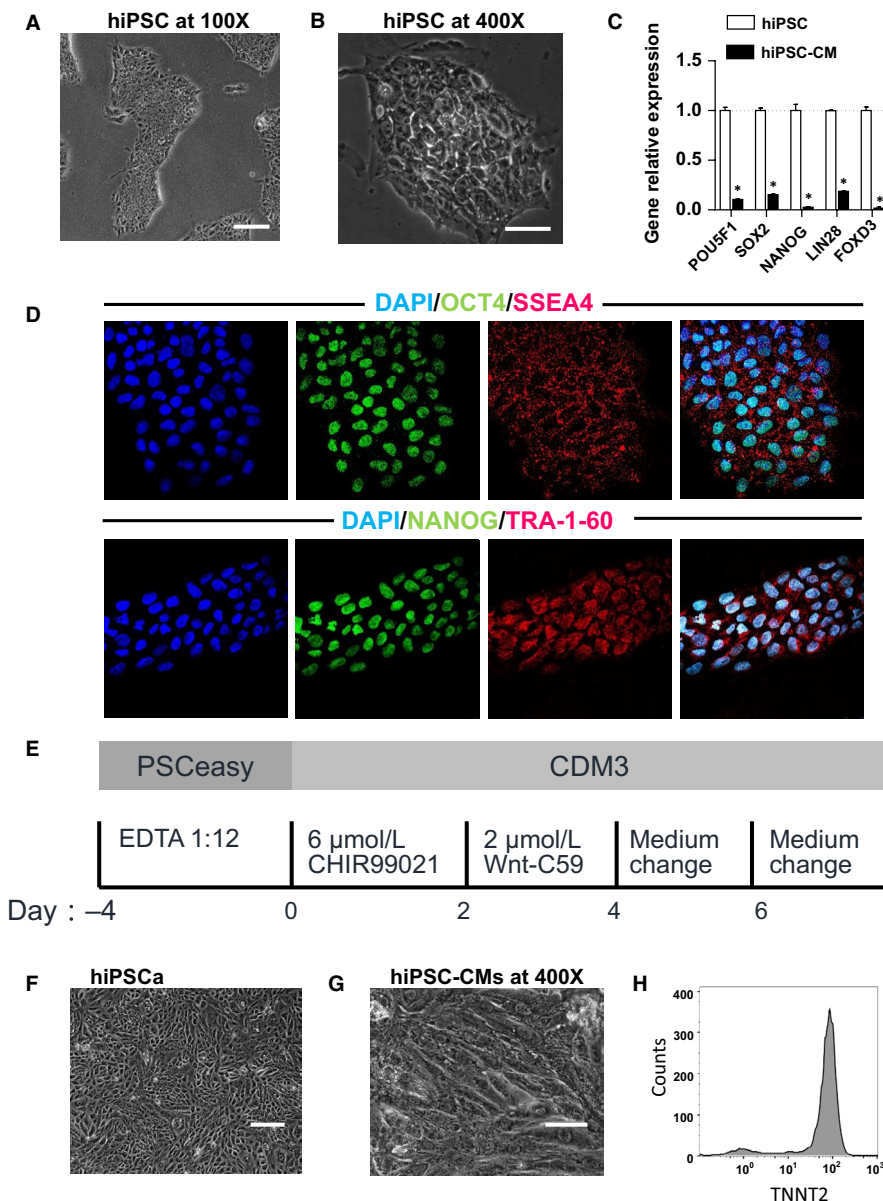 A
hiPSC at 100X
B
hiPSC at 400X
C
hiPSC
hiPSC-CM
Gene relative expression
1.5
1.0
0.5
0.0
*
*
*
*
*
POU5F1
SOX2
NANOG
LIN28
FOXD3
D
DAPI/OCT4/SSEA4
DAPI/NANOG/TRA-1-60
E
PSCeasy
CDM3
EDTA 1:12
6 μmol/L
CHIR99021
2 μmol/L
Wnt-C59
Medium
change
Medium
change
Day : –4 0 2 4 6
F
hiPSCa
G
hiPSC-CMs at 400X
H
Counts
400
300
200
100
0
10⁰ 10¹ 10² 10³
TNNT2